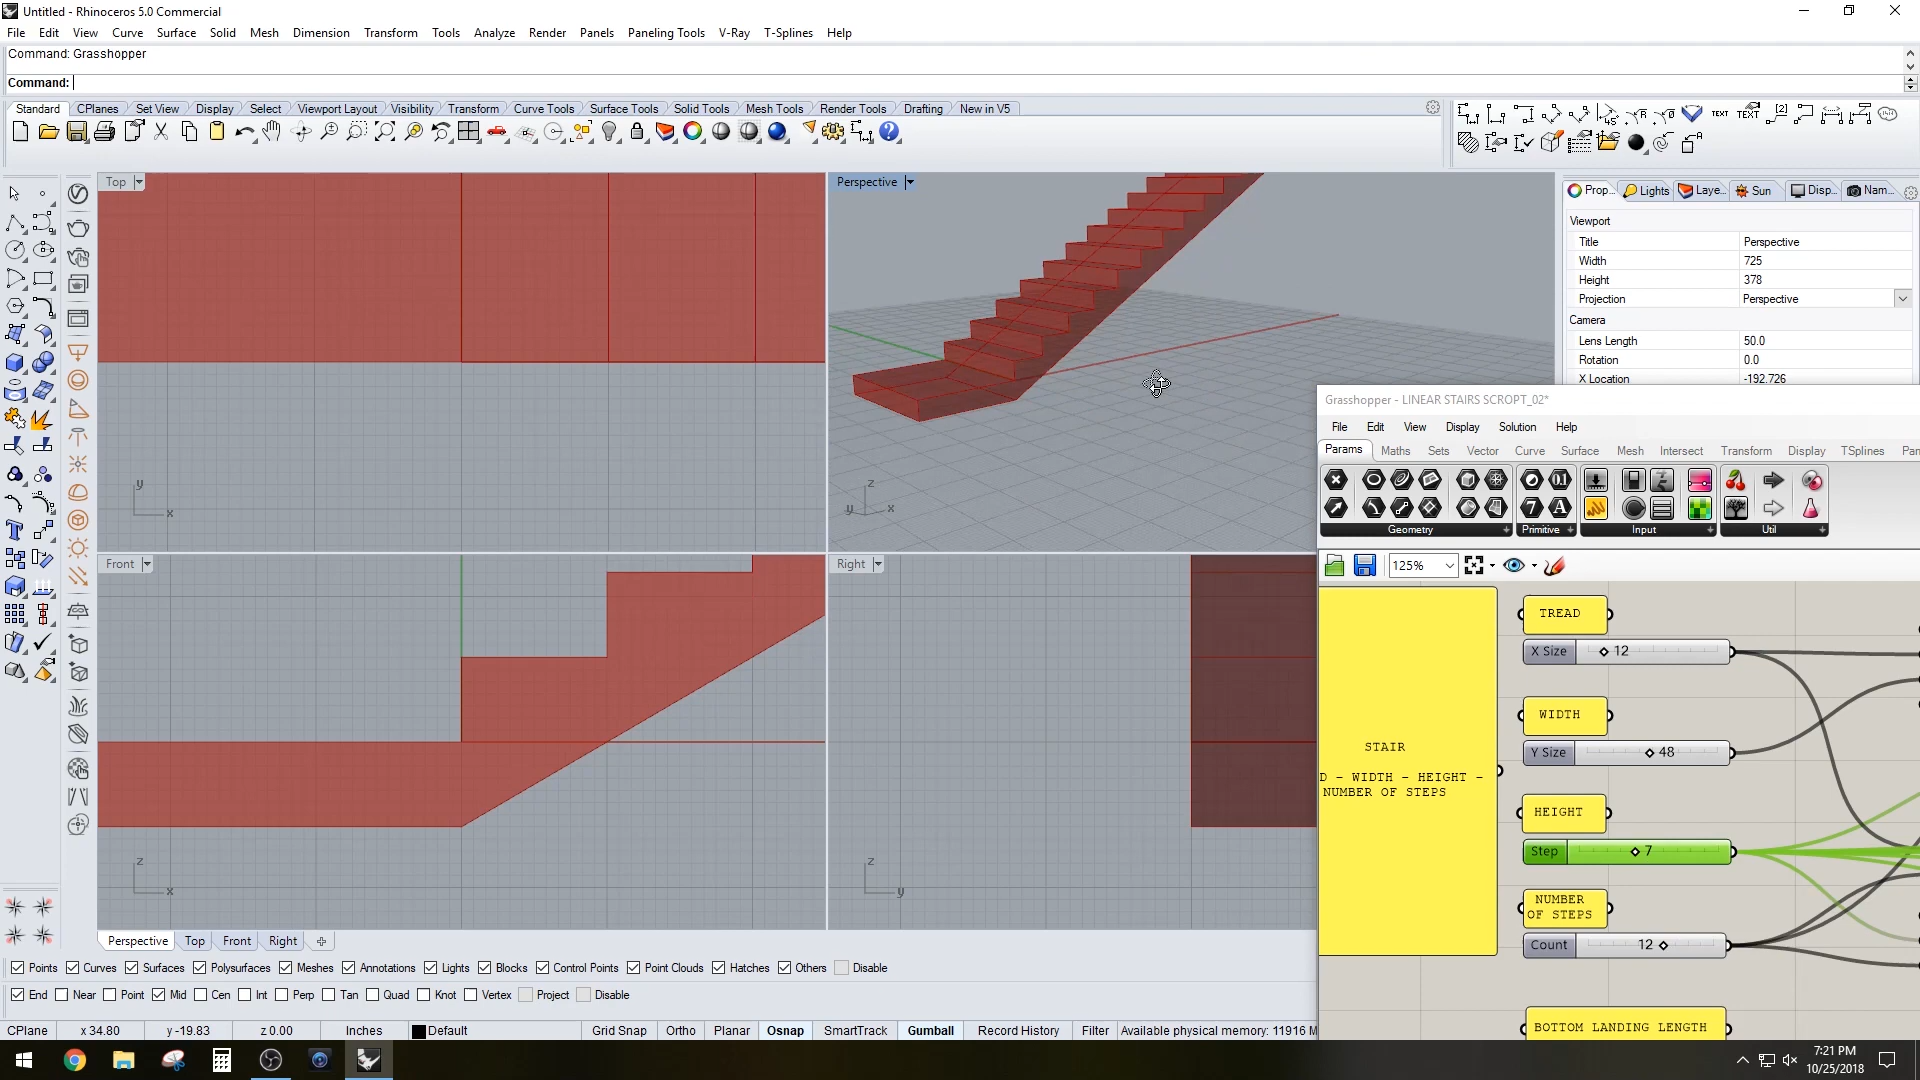 Untitled - Rhinoceros 5.0 Commercial
File Edit View Curve Surface Solid Mesh Dimension Transform Tools Analyze Render Panels Paneling Tools V-Ray T-Splines Help
Command: Grasshopper
Command:
Standard CPlanes Set View Display Select Viewport Layout Visibility Transform Curve Tools Surface Tools Solid Tools Mesh Tools Render Tools Drafting New in V5
Top
Perspective
Prop... Lights Laye... Sun Disp... Nam...
Viewport
Title Perspective
Width 725
Height 378
Projection Perspective
Camera
Lens Length 50.0
Rotation 0.0
X Location -192.726
y x
z y x
Grasshopper - LINEAR STAIRS SCROPT_02*
File Edit View Display Solution Help
Params Maths Sets Vector Curve Surface Mesh Intersect Transform Display TSplines Pan
Geometry Primitive Input Util
125%
Front
Right
TREAD
X Size 12
WIDTH
Y Size 48
STAIR
D - WIDTH - HEIGHT -
NUMBER OF STEPS
HEIGHT
Step 7
NUMBER
OF STEPS
Count 12
BOTTOM LANDING LENGTH
z x
z y
Perspective Top Front Right
Points Curves Surfaces Polysurfaces Meshes Annotations Lights Blocks Control Points Point Clouds Hatches Others Disable
End Near Point Mid Cen Int Perp Tan Quad Knot Vertex Project Disable
CPlane x 34.80 y -19.83 z 0.00 Inches Default Grid Snap Ortho Planar Osnap SmartTrack Gumball Record History Filter Available physical memory: 11916 M
7:21 PM
10/25/2018